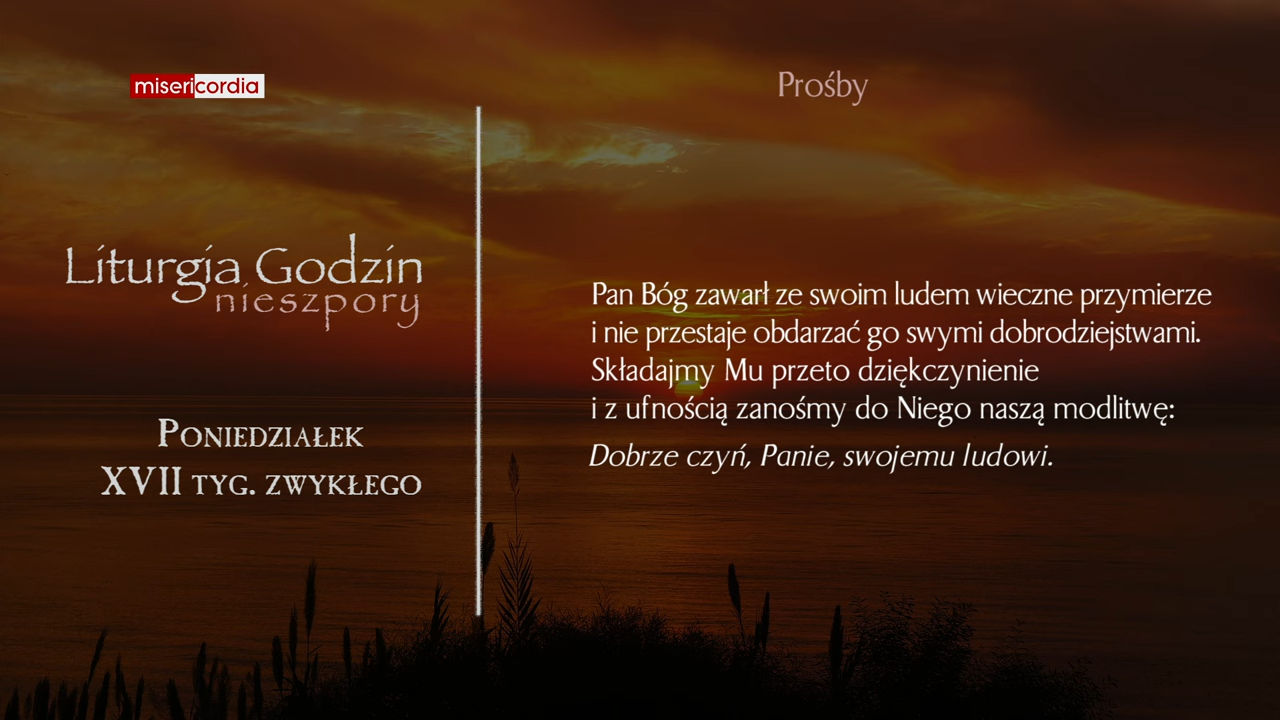 misericordia
Liturgia Godzin
nieszpory
Poniedziałek
XVII tyg. zwykłego
Prośby
Pan Bóg zawarł ze swoim ludem wieczne przymierze
i nie przestaje obdarzać go swymi dobrodziejstwami.
Składajmy Mu przeto dziękczynienie
i z ufnością zanośmy do Niego naszą modlitwę:
Dobrze czyń, Panie, swojemu ludowi.